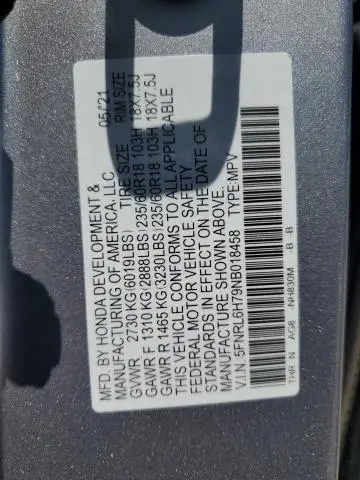 MFD. BY HONDA DEVELOPMENT &
MANUFACTURING OF AMERICA, LLC 05/21
GVWR 2730 KG(6019LBS) TIRE SIZE RIM SIZE
GAWR F 1310 KG(2888LBS)235/60R18 103H 18X7.5J
GAWR R 1465 KG(3230LBS)235/60R18 103H 18X7.5J
THIS VEHICLE CONFORMS TO ALL APPLICABLE
FEDERAL MOTOR VEHICLE SAFETY
STANDARDS IN EFFECT ON THE DATE OF
MANUFACTURE SHOWN ABOVE.
V.I.N. 5FNRL6H79NB018458 TYPE:MPV
THR N AG8 -NH830M -B -B